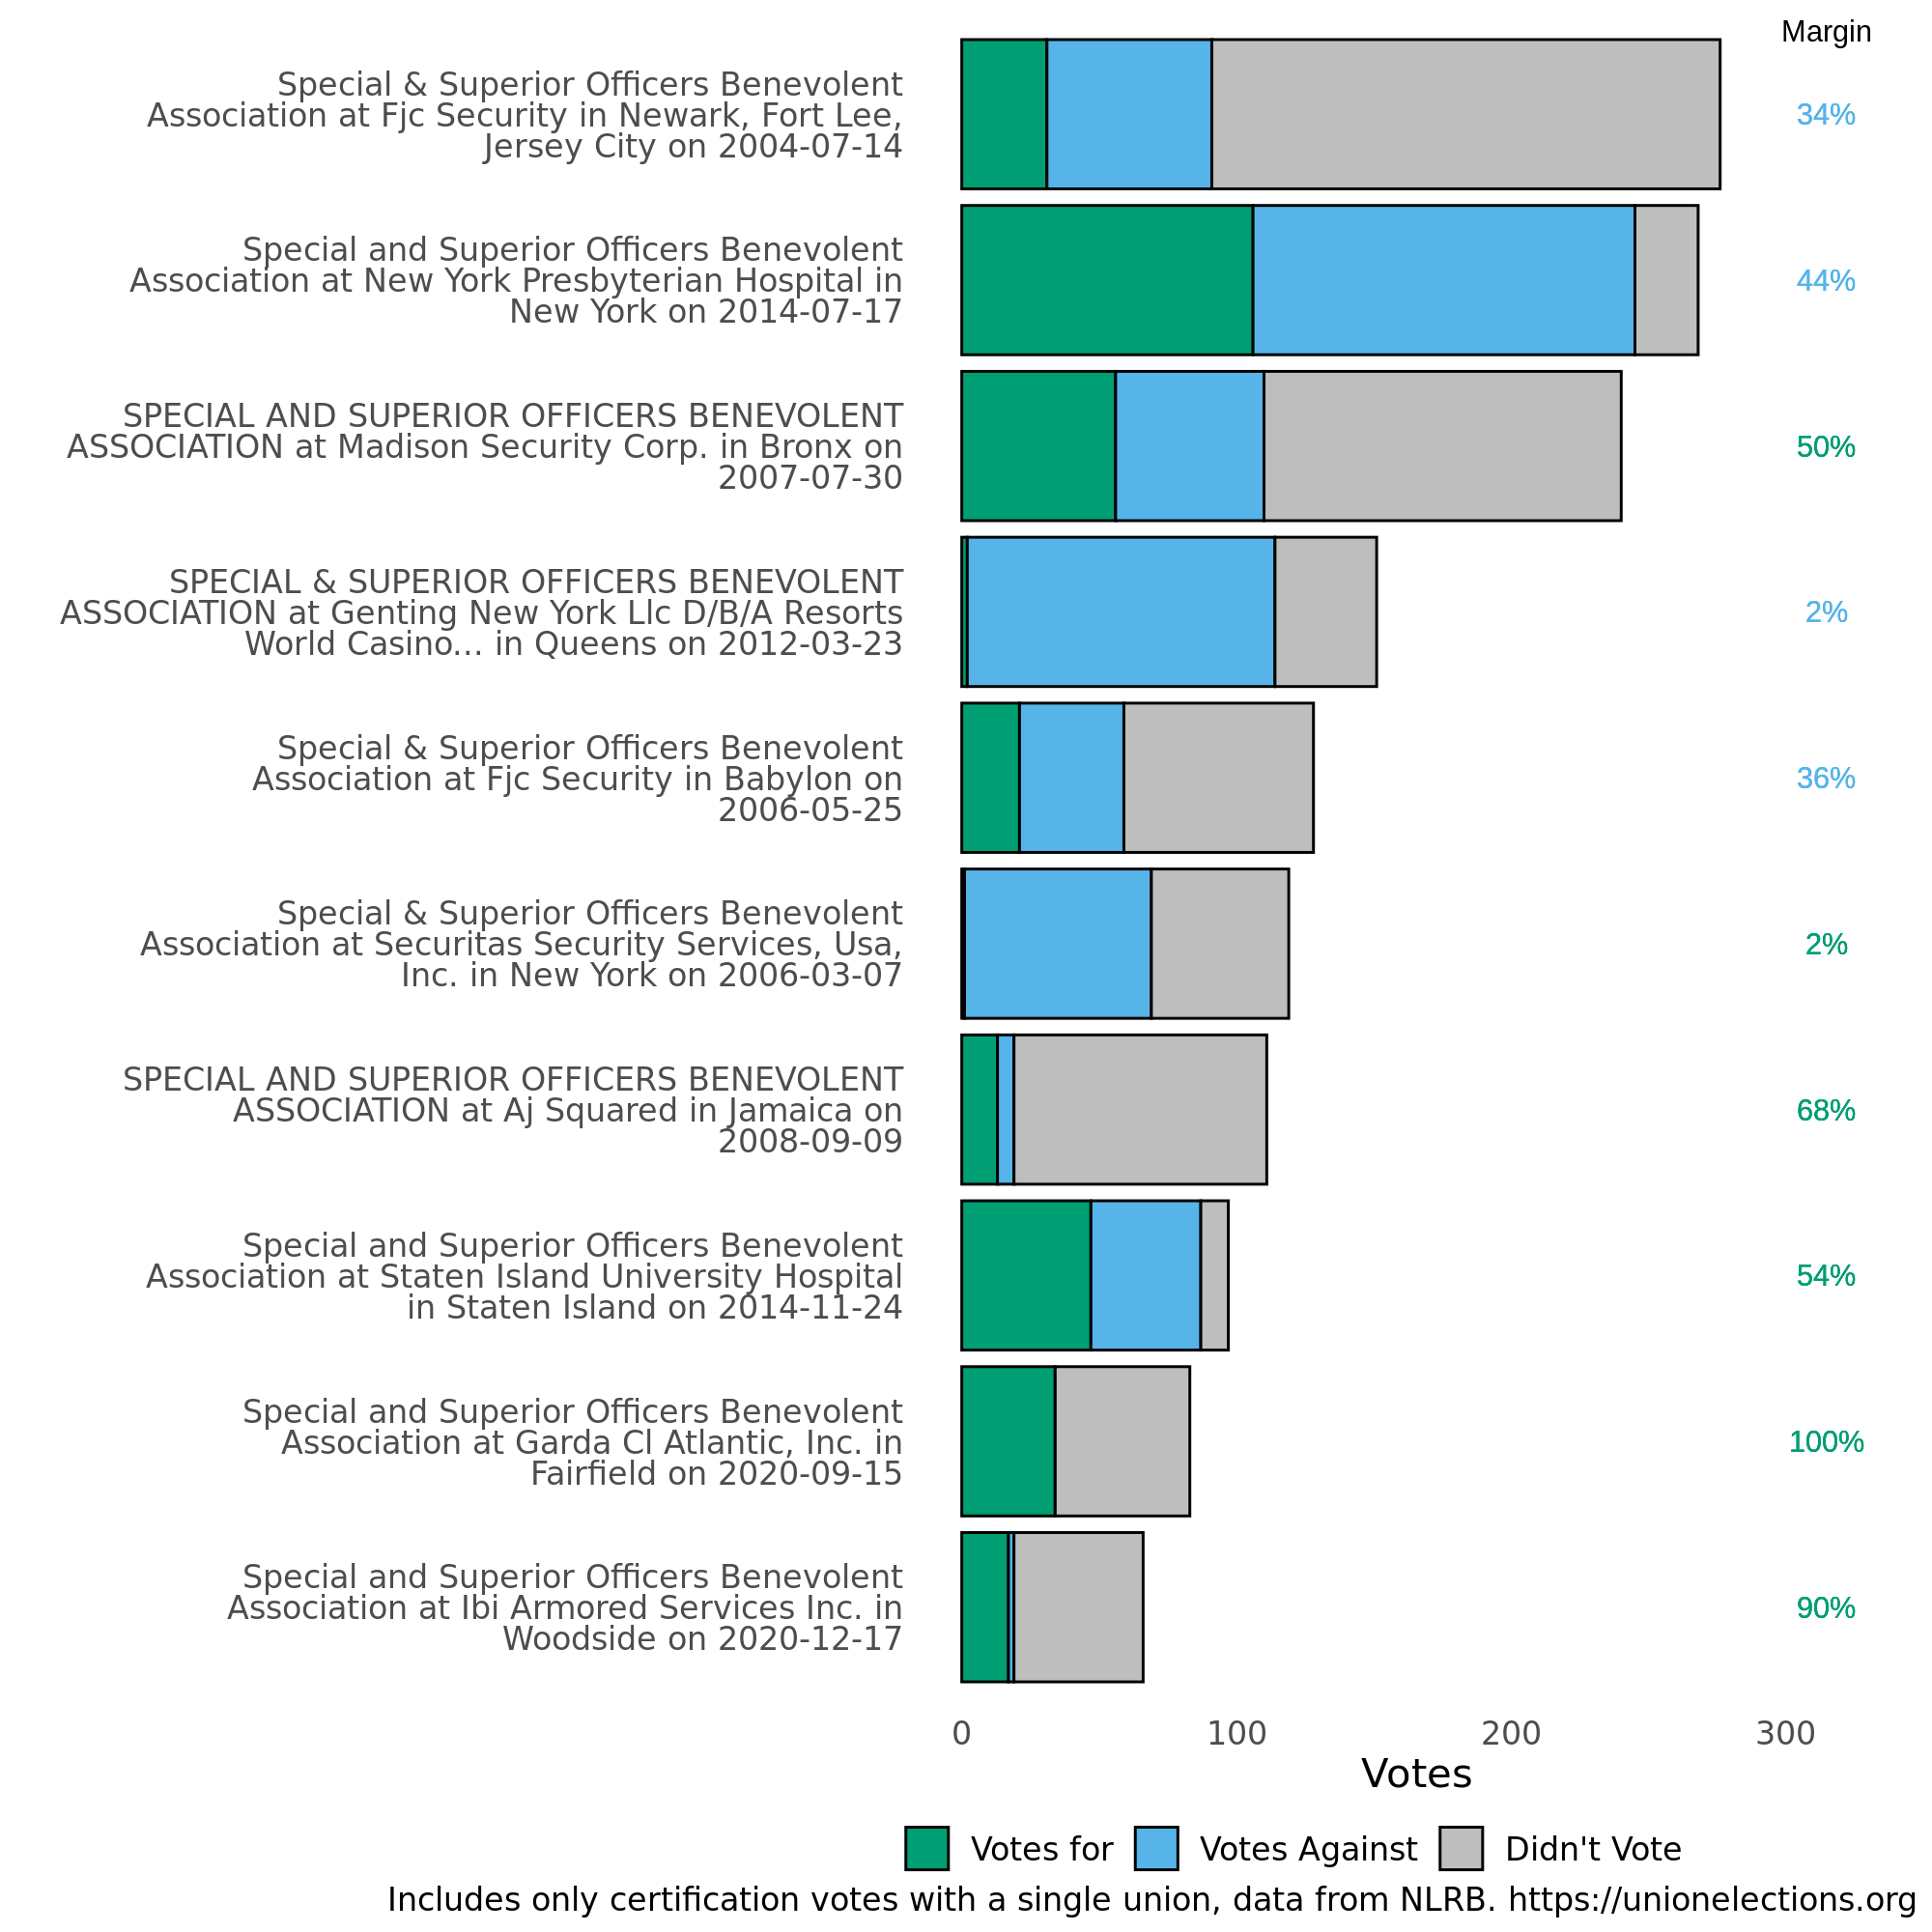 Margin
Special & Superior Officers Benevolent
Association at Fjc Security in Newark, Fort Lee,
Jersey City on 2004-07-14
34%
Special and Superior Officers Benevolent
Association at New York Presbyterian Hospital in
New York on 2014-07-17
44%
SPECIAL AND SUPERIOR OFFICERS BENEVOLENT
ASSOCIATION at Madison Security Corp. in Bronx on
2007-07-30
50%
SPECIAL & SUPERIOR OFFICERS BENEVOLENT
ASSOCIATION at Genting New York Llc D/B/A Resorts
World Casino... in Queens on 2012-03-23
2%
Special & Superior Officers Benevolent
Association at Fjc Security in Babylon on
2006-05-25
36%
Special & Superior Officers Benevolent
Association at Securitas Security Services, Usa,
Inc. in New York on 2006-03-07
2%
SPECIAL AND SUPERIOR OFFICERS BENEVOLENT
ASSOCIATION at Aj Squared in Jamaica on
2008-09-09
68%
Special and Superior Officers Benevolent
Association at Staten Island University Hospital
in Staten Island on 2014-11-24
54%
Special and Superior Officers Benevolent
Association at Garda Cl Atlantic, Inc. in
Fairfield on 2020-09-15
100%
Special and Superior Officers Benevolent
Association at Ibi Armored Services Inc. in
Woodside on 2020-12-17
90%
0 100 200 300
Votes
Votes for Votes Against Didn't Vote
Includes only certification votes with a single union, data from NLRB. https://unionelections.org